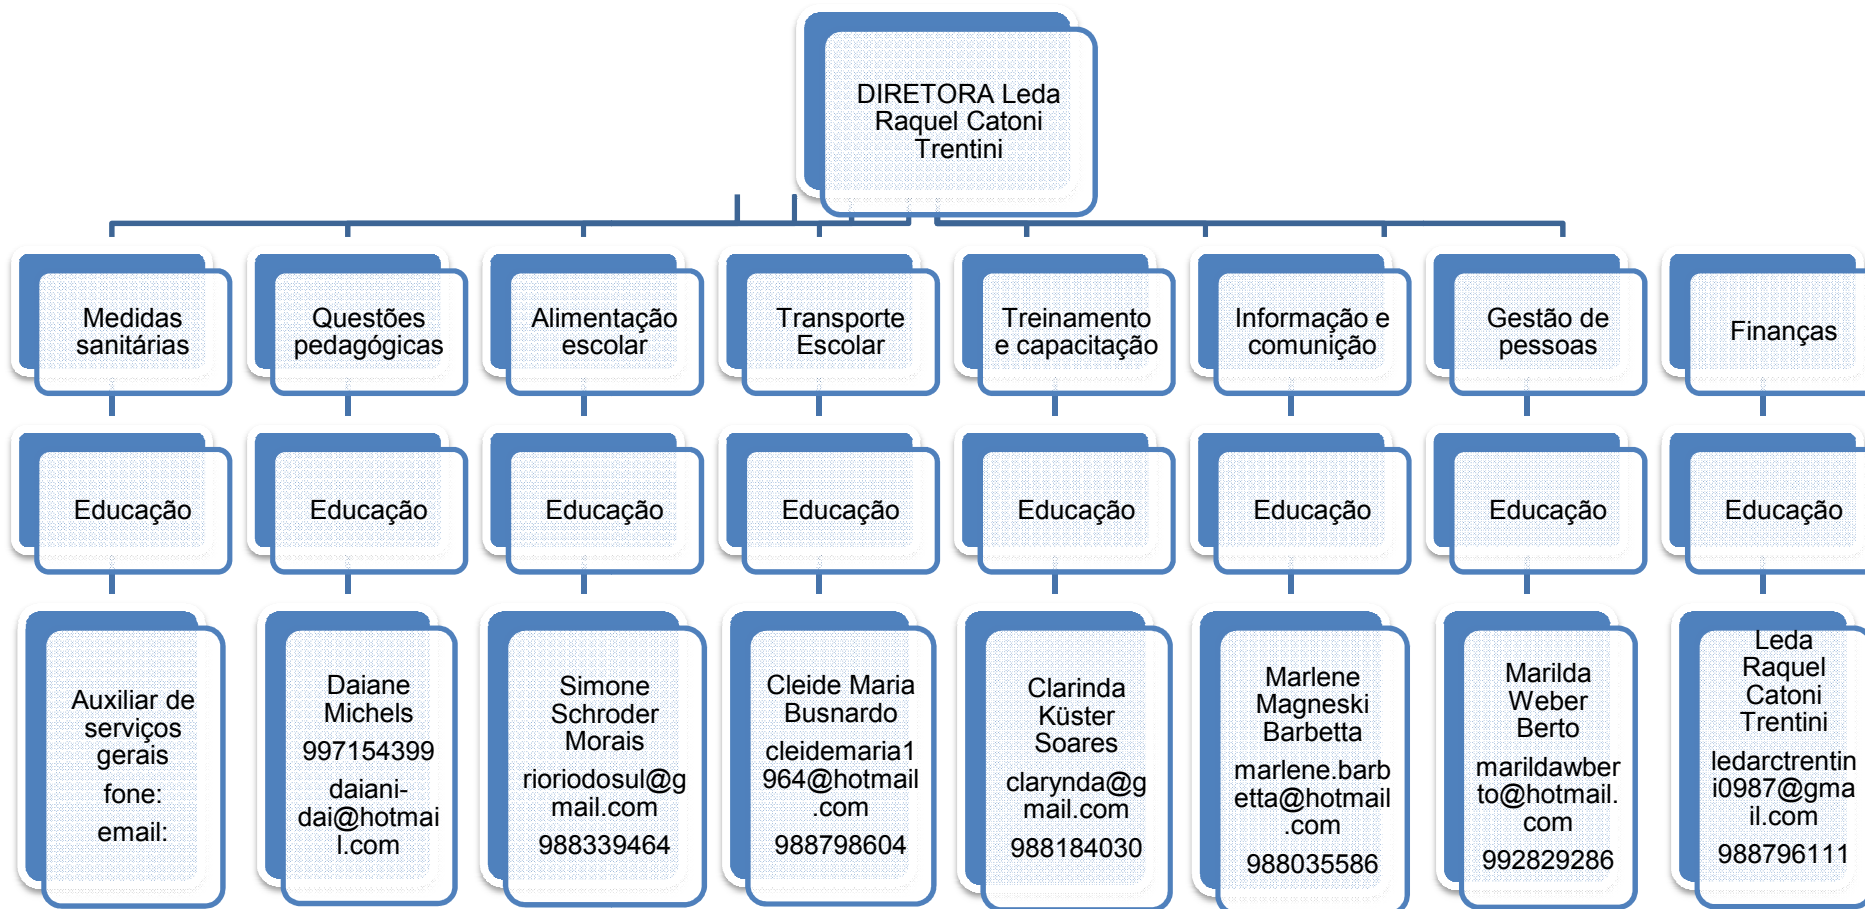 DIRETORA Leda
Raquel Catoni
Trentini
Medidas
sanitárias
Questões
pedagógicas
Alimentação
escolar
Transporte
Escolar
Treinamento
e capacitação
Informação e
comunição
Gestão de
pessoas
Finanças
Educação
Educação
Educação
Educação
Educação
Educação
Educação
Educação
Auxiliar de
serviços
gerais
fone:
email:
Daiane
Michels
997154399
daiani-
dai@hotmai
l.com
Simone
Schroder
Morais
rioriodosul@g
mail.com
988339464
Cleide Maria
Busnardo
cleidemaria1
964@hotmail
.com
988798604
Clarinda
Küster
Soares
clarynda@g
mail.com
988184030
Marlene
Magneski
Barbetta
marlene.barb
etta@hotmail
.com
988035586
Marilda
Weber
Berto
marildawber
to@hotmail.
com
992829286
Leda
Raquel
Catoni
Trentini
ledarctrentin
i0987@gma
il.com
988796111